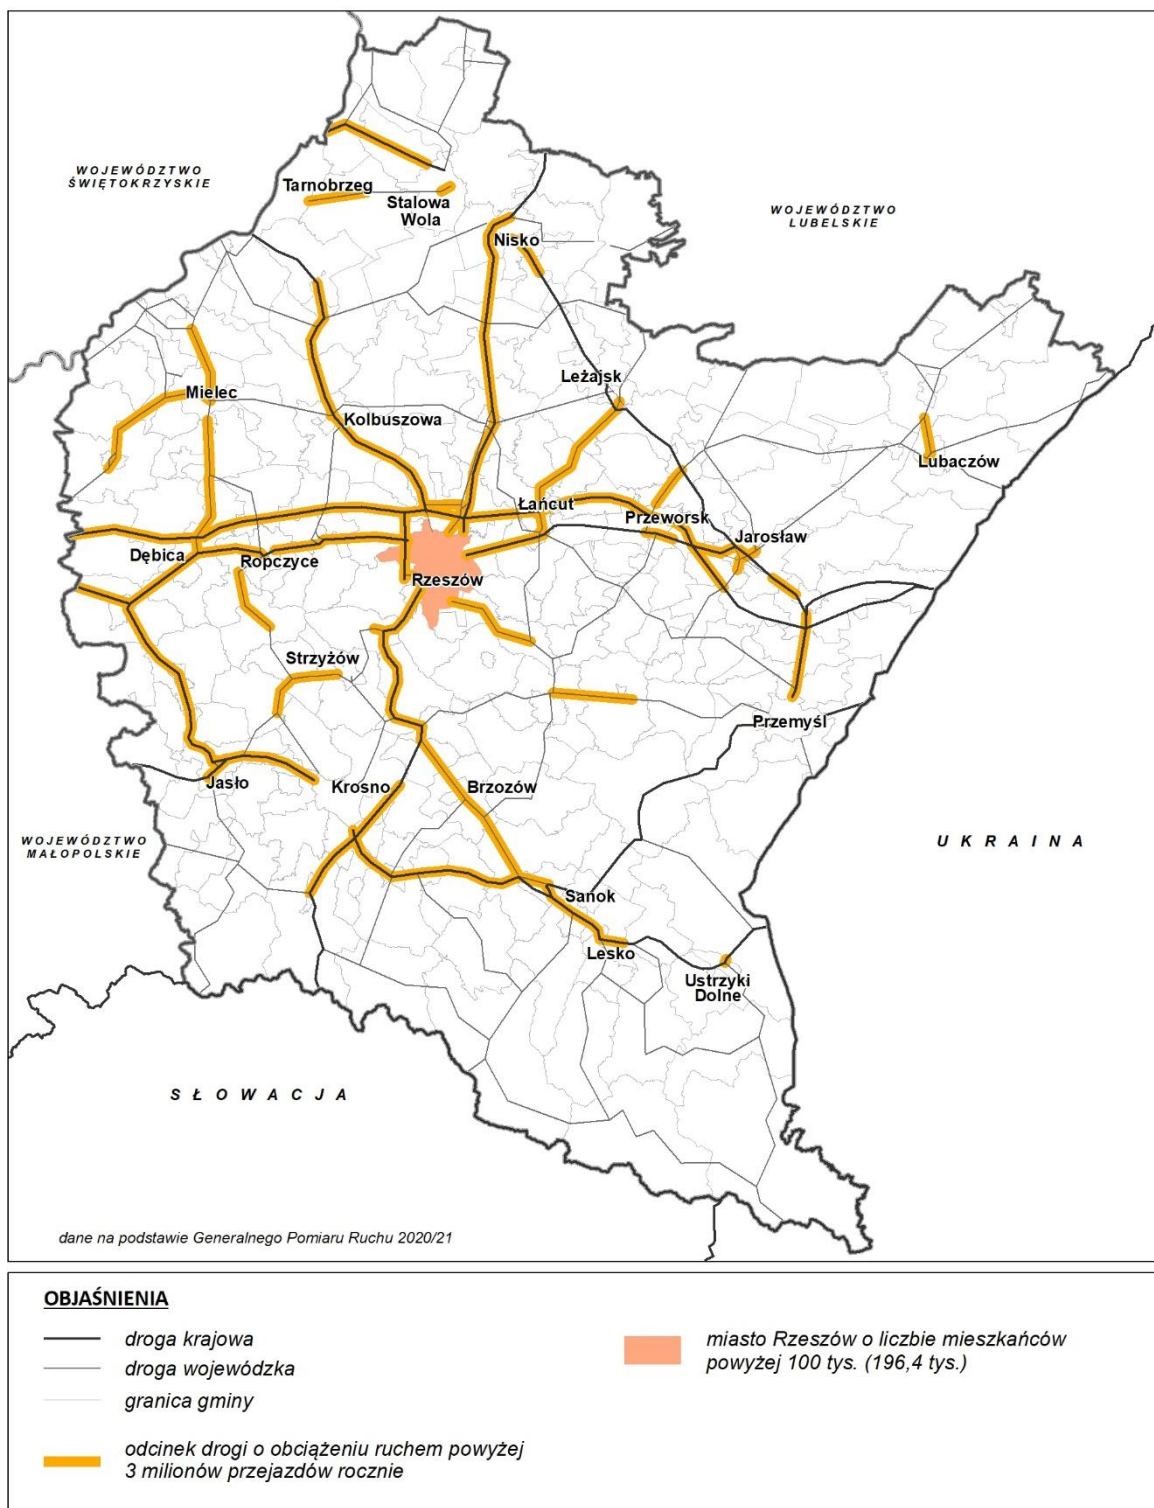 WOJEWÓDZTWO
ŚWIĘTOKRZYSKIE
Tarnobrzeg
Stalowa
Wola
WOJEWÓDZTWO
LUBELSKIE
Nisko
Leżajsk
Mielec
Kolbuszowa
Lubaczów
Łańcut
Przeworsk
Jarosław
Dębica
Ropczyce
Rzeszów
Strzyżów
Przemyśl
Jasło
Krosno
Brzozów
WOJEWÓDZTWO
MAŁOPOLSKIE
UKRAINA
Sanok
Lesko
Ustrzyki
Dolne
SŁOWACJA
dane na podstawie Generalnego Pomiaru Ruchu 2020/21
OBJAŚNIENIA
droga krajowa
droga wojewódzka
granica gminy
odcinek drogi o obciążeniu ruchem powyżej
3 milionów przejazdów rocznie
miasto Rzeszów o liczbie mieszkańców
powyżej 100 tys. (196,4 tys.)